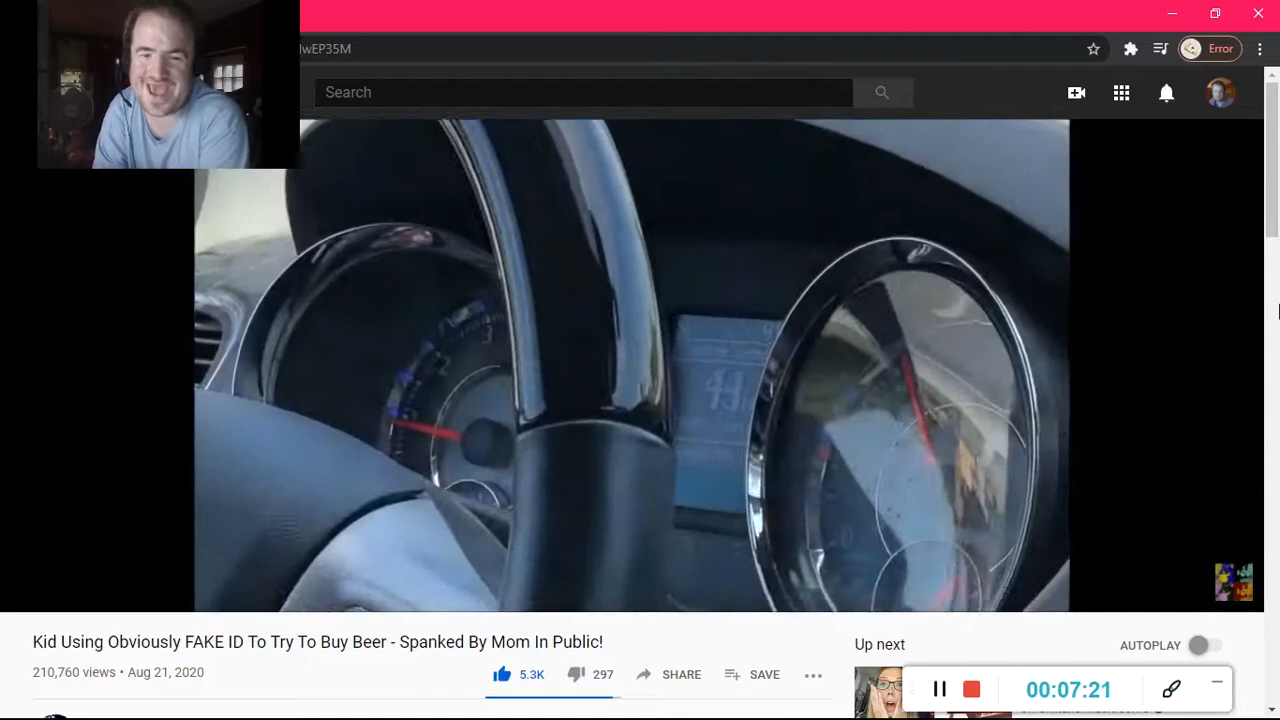 IwEP35M
Error
Search
Kid Using Obviously FAKE ID To Try To Buy Beer - Spanked By Mom In Public!
210,760 views • Aug 21, 2020
5.3K
297
SHARE
SAVE
Up next
AUTOPLAY
00:07:21